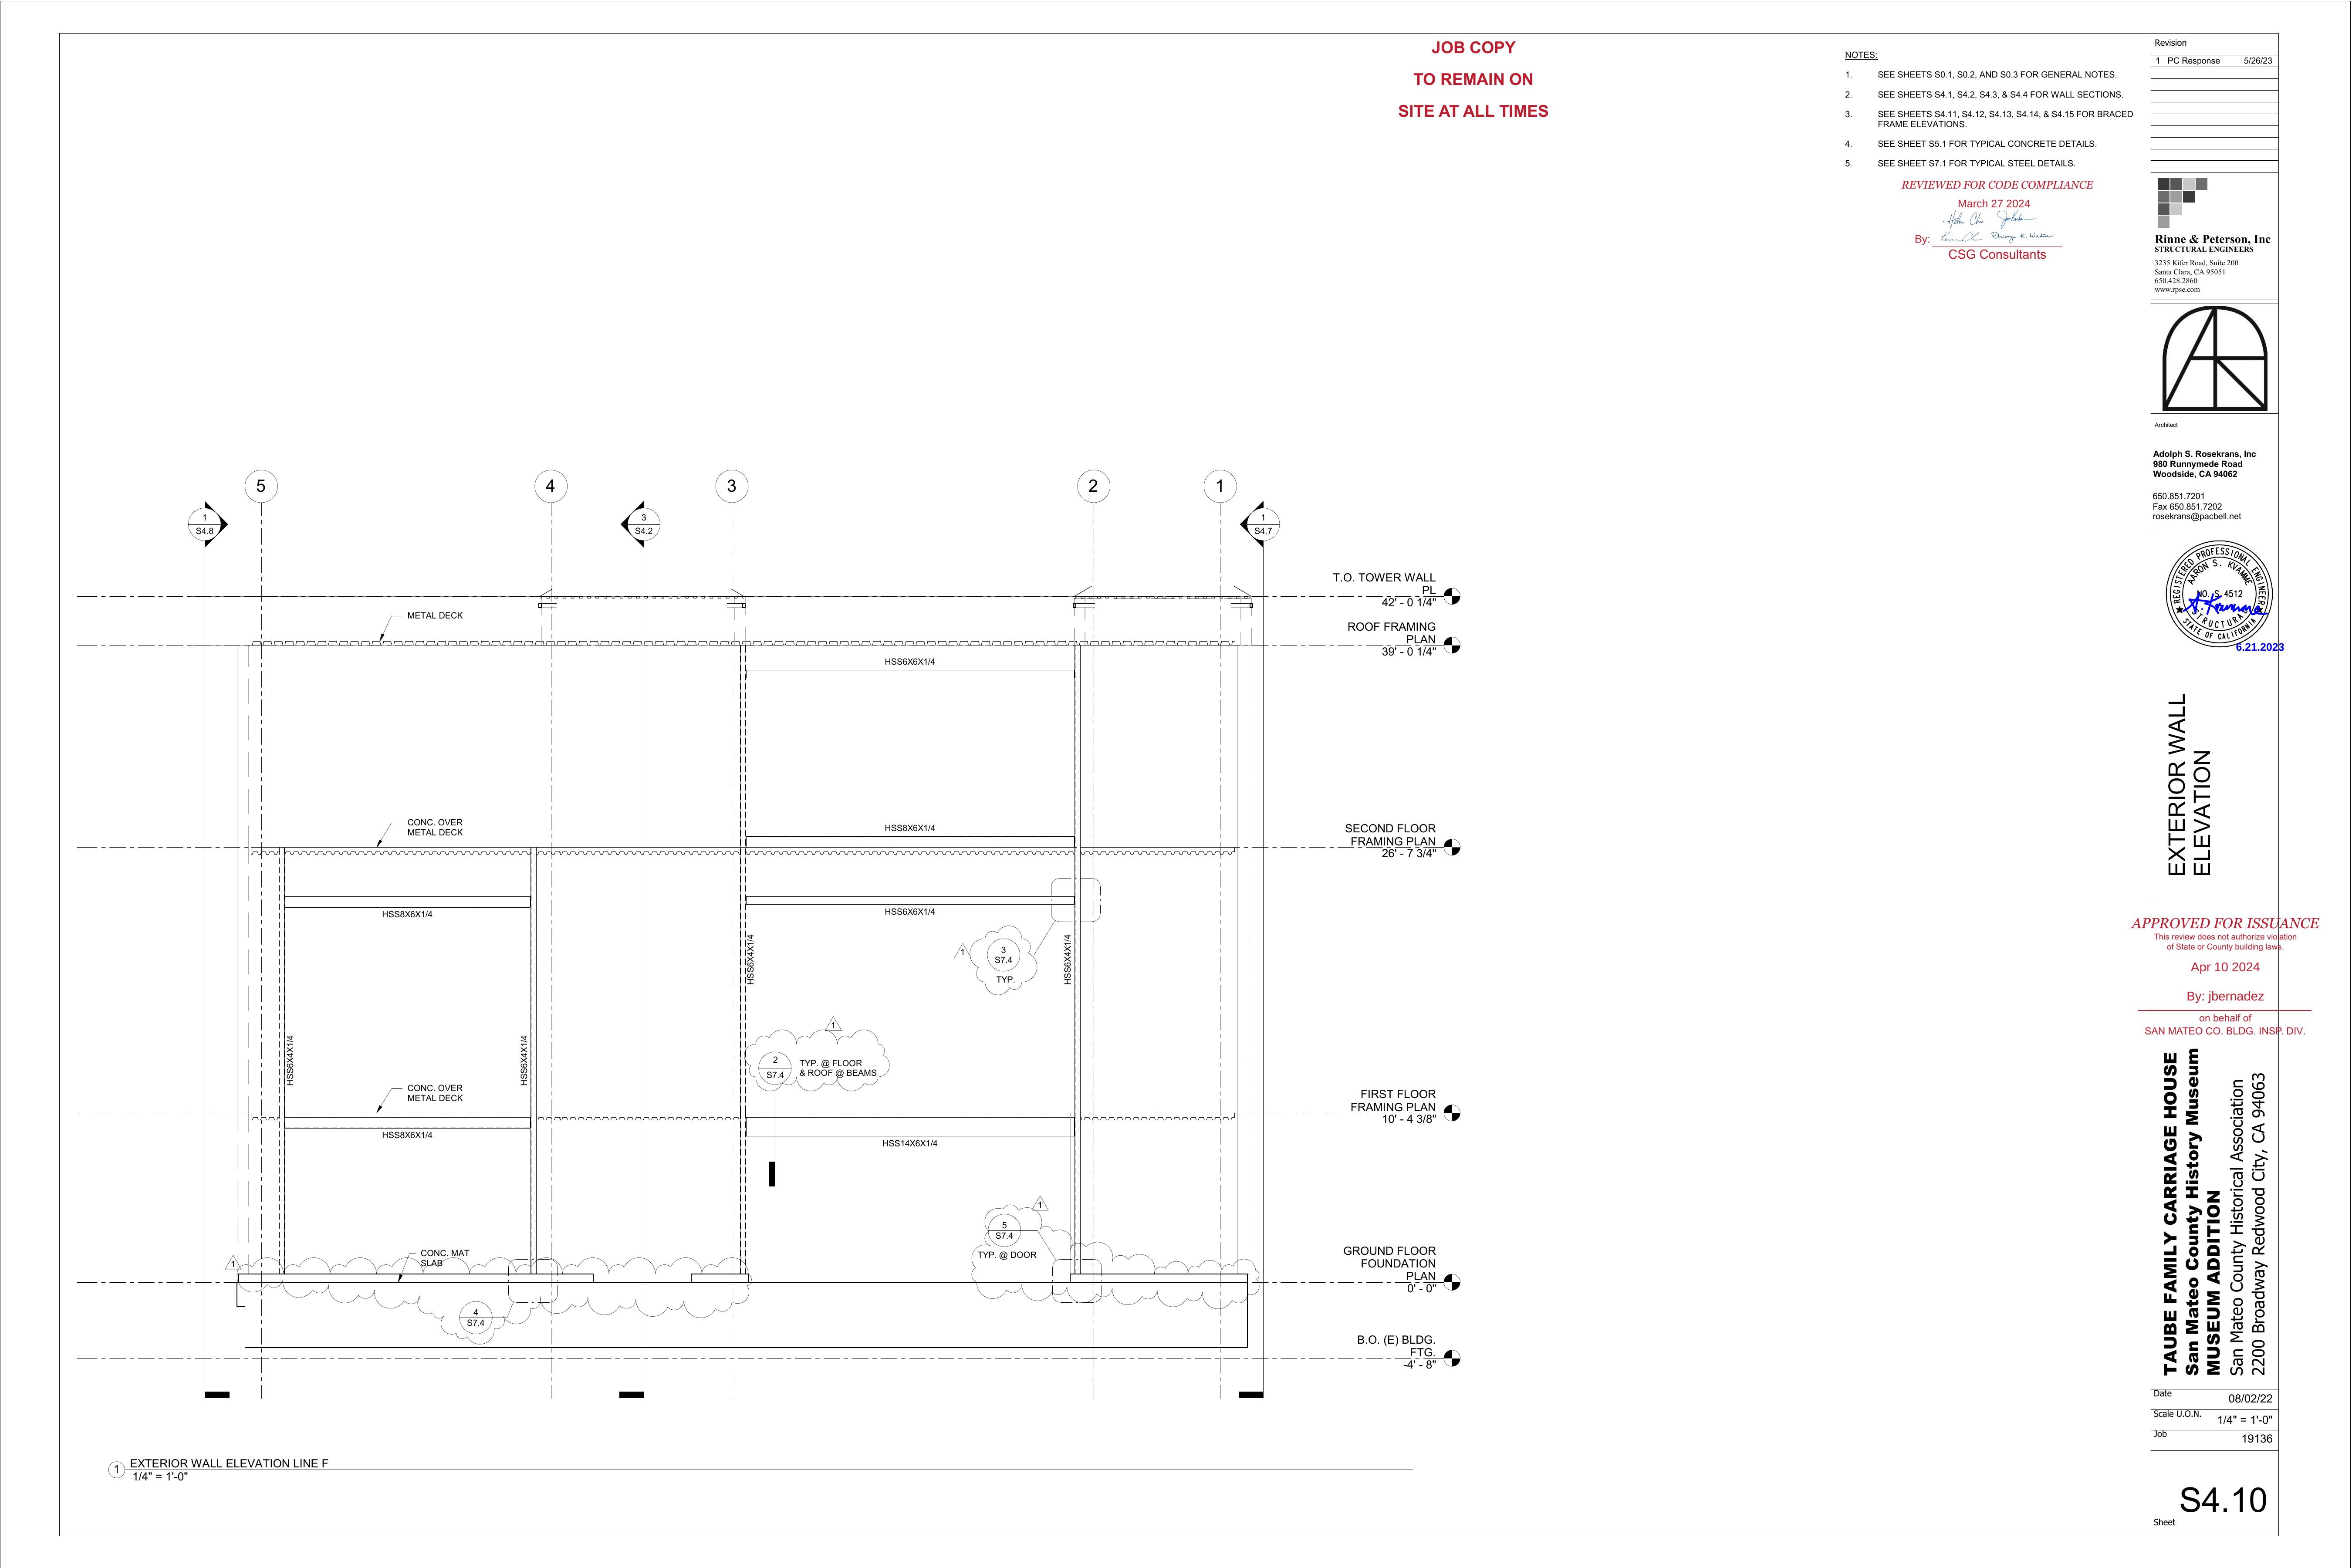 JOB COPY
TO REMAIN ON
SITE AT ALL TIMES
NOTES:
1. SEE SHEETS S0.1, S0.2, AND S0.3 FOR GENERAL NOTES.
2. SEE SHEETS S4.1, S4.2, S4.3, & S4.4 FOR WALL SECTIONS.
3. SEE SHEETS S4.11, S4.12, S4.13, S4.14, & S4.15 FOR BRACED
FRAME ELEVATIONS.
4. SEE SHEET S5.1 FOR TYPICAL CONCRETE DETAILS.
5. SEE SHEET S7.1 FOR TYPICAL STEEL DETAILS.
REVIEWED FOR CODE COMPLIANCE
March 27 2024
By:
CSG Consultants
5
4
3
2
1
1
S4.8
3
S4.2
1
S4.7
T.O. TOWER WALL
PL
42' - 0 1/4"
METAL DECK
ROOF FRAMING
PLAN
39' - 0 1/4"
HSS6X6X1/4
CONC. OVER
METAL DECK
HSS8X6X1/4
SECOND FLOOR
FRAMING PLAN
26' - 7 3/4"
HSS8X6X1/4
HSS6X6X1/4
HSS6X4X1/4
HSS6X4X1/4
1
3
S7.4
TYP.
1
2
S7.4
TYP. @ FLOOR
& ROOF @ BEAMS
HSS6X4X1/4
HSS6X4X1/4
CONC. OVER
METAL DECK
FIRST FLOOR
FRAMING PLAN
10' - 4 3/8"
HSS8X6X1/4
HSS14X6X1/4
1
5
S7.4
TYP. @ DOOR
1
CONC. MAT
SLAB
GROUND FLOOR
FOUNDATION
PLAN
0' - 0"
4
S7.4
B.O. (E) BLDG.
FTG.
-4' - 8"
1 EXTERIOR WALL ELEVATION LINE F
1/4" = 1'-0"
Revision
1 PC Response 5/26/23
Rinne & Peterson, Inc
STRUCTURAL ENGINEERS
3235 Kifer Road, Suite 200
Santa Clara, CA 95051
650.428.2860
www.rpse.com
Architect
Adolph S. Rosekrans, Inc
980 Runnymede Road
Woodside, CA 94062
650.851.7201
Fax 650.851.7202
rosekrans@pacbell.net
REGISTERED PROFESSIONAL ENGINEER
AARON S. KVAMME
NO. S 4512
STRUCTURAL
STATE OF CALIFORNIA
6.21.2023
EXTERIOR WALL
ELEVATION
APPROVED FOR ISSUANCE
This review does not authorize violation
of State or County building laws.
Apr 10 2024
By: jbernadez
on behalf of
SAN MATEO CO. BLDG. INSP. DIV.
TAUBE FAMILY CARRIAGE HOUSE
San Mateo County History Museum
MUSEUM ADDITION
San Mateo County Historical Association
2200 Broadway Redwood City, CA 94063
Date 08/02/22
Scale U.O.N. 1/4" = 1'-0"
Job 19136
S4.10
Sheet